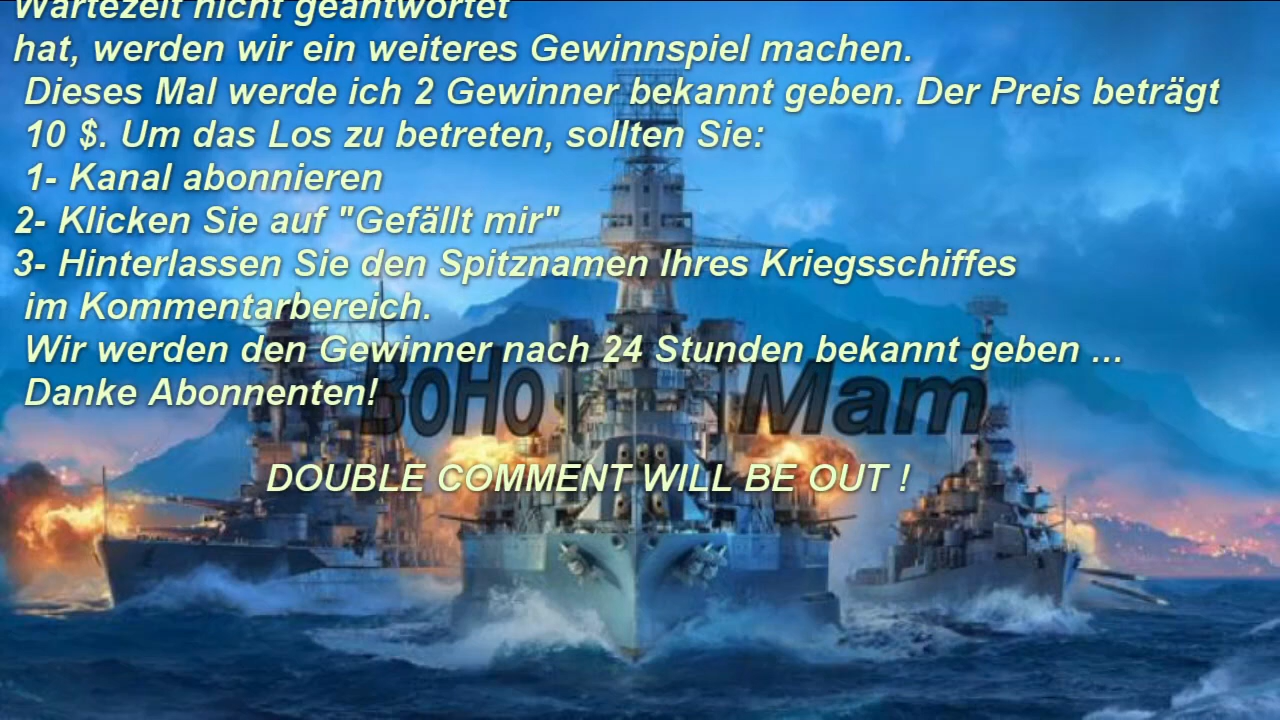 Wartezeit nicht geantwortet
hat, werden wir ein weiteres Gewinnspiel machen.
Dieses Mal werde ich 2 Gewinner bekannt geben. Der Preis beträgt
10 $. Um das Los zu betreten, sollten Sie:
1- Kanal abonnieren
2- Klicken Sie auf "Gefällt mir"
3- Hinterlassen Sie den Spitznamen Ihres Kriegsschiffes
im Kommentarbereich.
Wir werden den Gewinner nach 24 Stunden bekannt geben ...
Danke Abonnenten!
BoHo Mam
DOUBLE COMMENT WILL BE OUT !